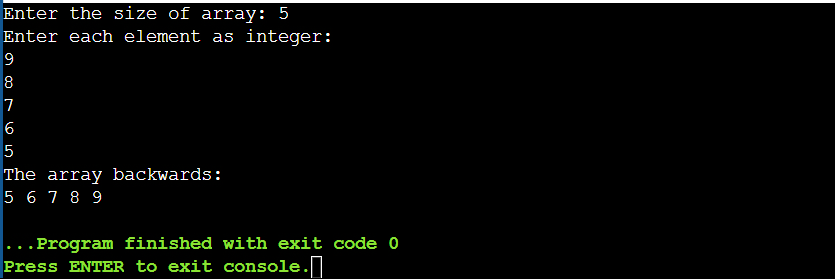 Enter the size of array: 5
Enter each element as integer:
9
8
7
6
5
The array backwards:
5 6 7 8 9
...Program finished with exit code 0
Press ENTER to exit console.